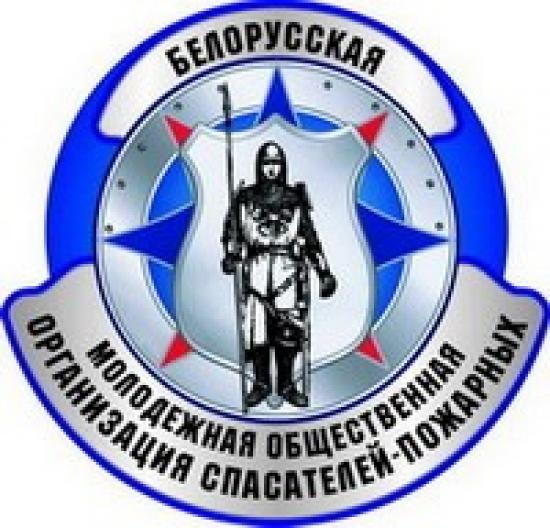 БЕЛОРУССКАЯ
МОЛОДЕЖНАЯ ОБЩЕСТВЕННАЯ
ОРГАНИЗАЦИЯ СПАСАТЕЛЕЙ-ПОЖАРНЫХ